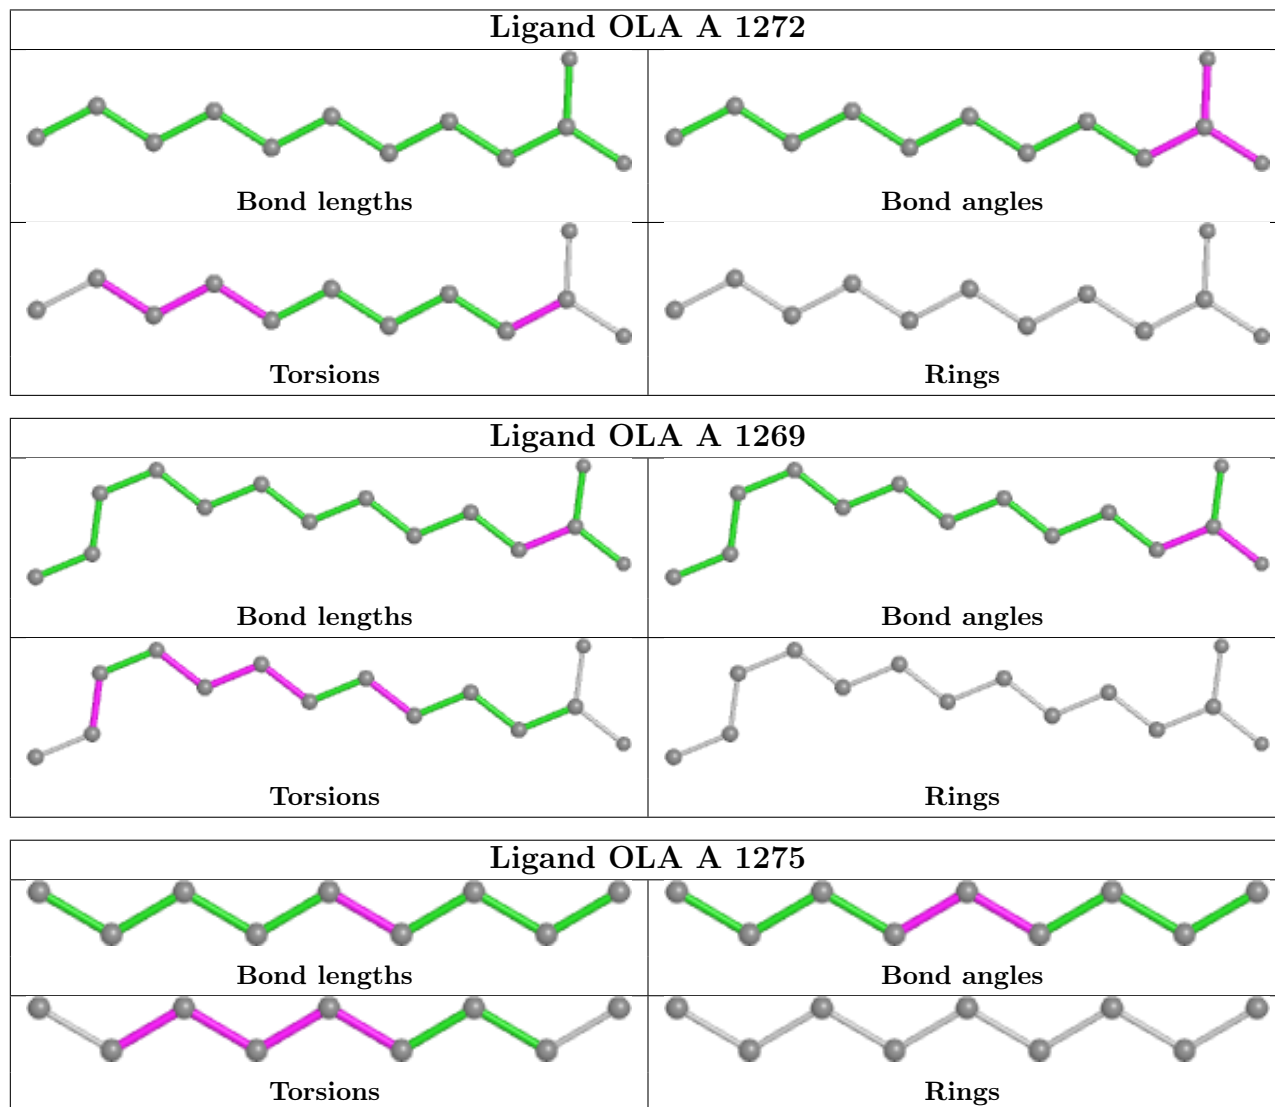 Ligand OLA A 1272
Bond lengths
Bond angles
Torsions
Rings
Ligand OLA A 1269
Bond lengths
Bond angles
Torsions
Rings
Ligand OLA A 1275
Bond lengths
Bond angles
Torsions
Rings